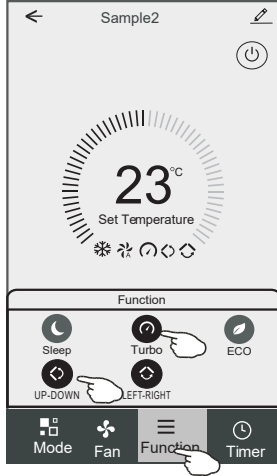 Sample2
23°C
Set Temperature
A
Function
Sleep Turbo ECO
UP-DOWN LEFT-RIGHT
Mode Fan Function Timer